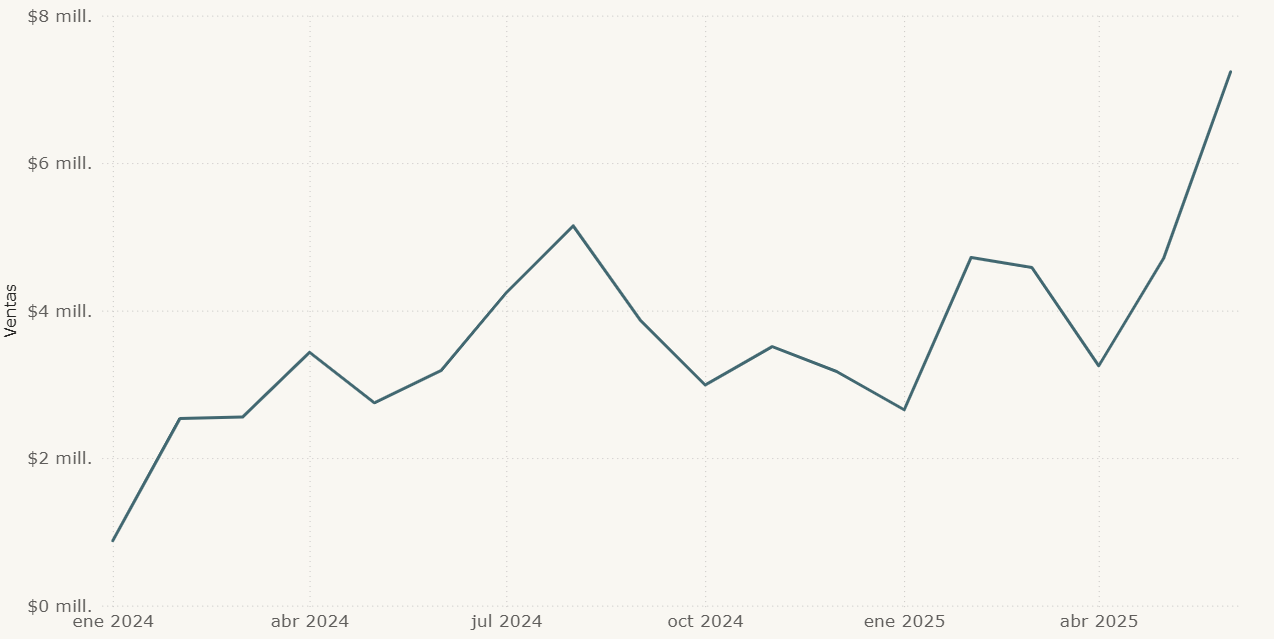 $8 mill.
$6 mill.
$4 mill.
$2 mill.
$0 mill.
Ventas
ene 2024
abr 2024
jul 2024
oct 2024
ene 2025
abr 2025